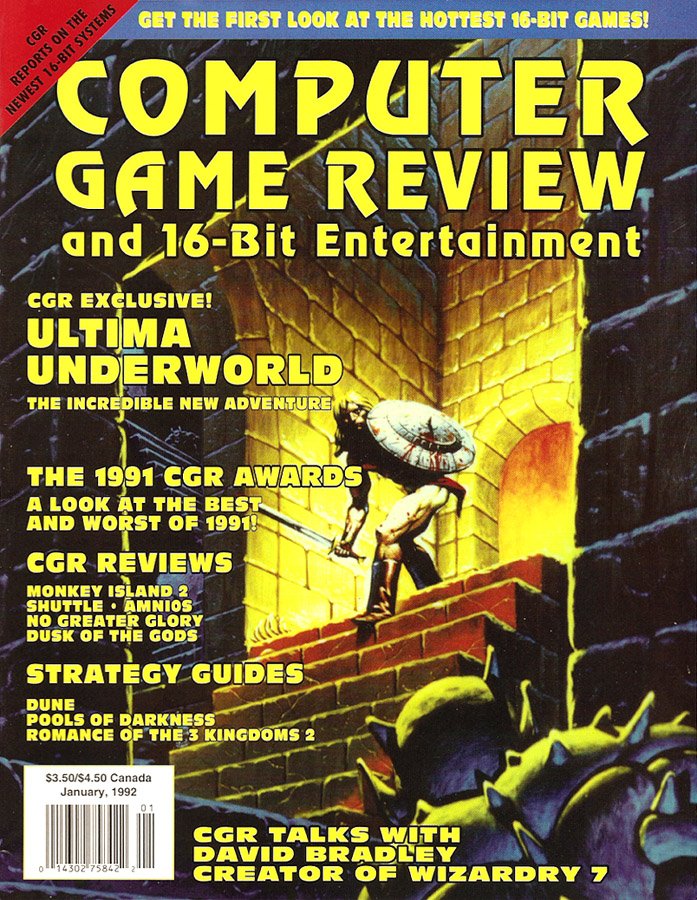 CGR
REPORTS ON THE
NEWEST 16-BIT SYSTEMS
GET THE FIRST LOOK AT THE HOTTEST 16-BIT GAMES!
COMPUTER
GAME REVIEW
and 16-Bit Entertainment
CGR EXCLUSIVE!
ULTIMA
UNDERWORLD
THE INCREDIBLE NEW ADVENTURE
THE 1991 CGR AWARDS
A LOOK AT THE BEST
AND WORST OF 1991!
CGR REVIEWS
MONKEY ISLAND 2
SHUTTLE • AMNIOS
NO GREATER GLORY
DUSK OF THE GODS
STRATEGY GUIDES
DUNE
POOLS OF DARKNESS
ROMANCE OF THE 3 KINGDOMS 2
$3.50/$4.50 Canada
January, 1992
01
0 14302 75842 2
CGR TALKS WITH
DAVID BRADLEY
CREATOR OF WIZARDRY 7